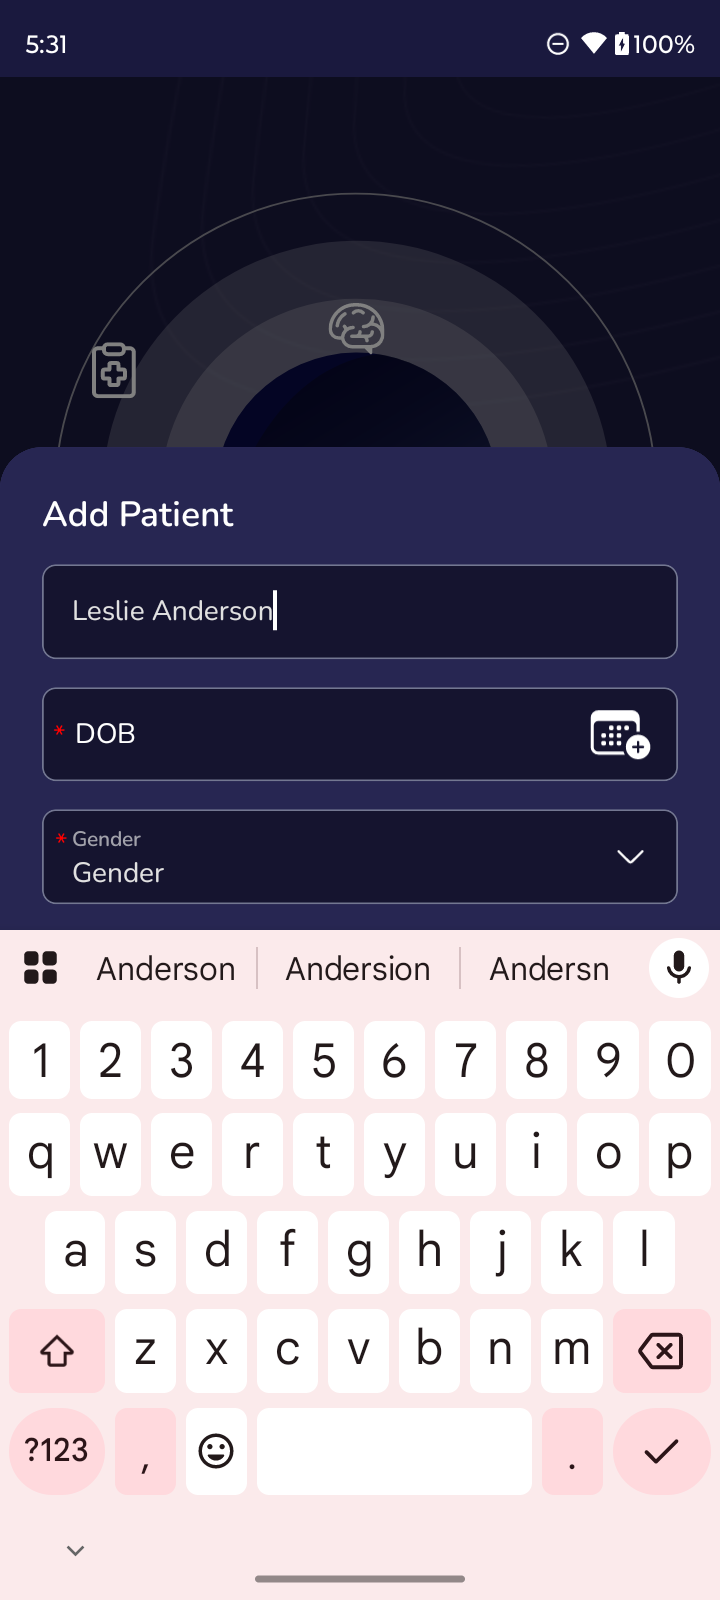 5:31 100%
Add Patient
Leslie Anderson
* DOB
* Gender
Gender
Anderson Andersion Andersn
1 2 3 4 5 6 7 8 9 0
q w e r t y u i o p
a s d f g h j k l
z x c v b n m
?123 , .